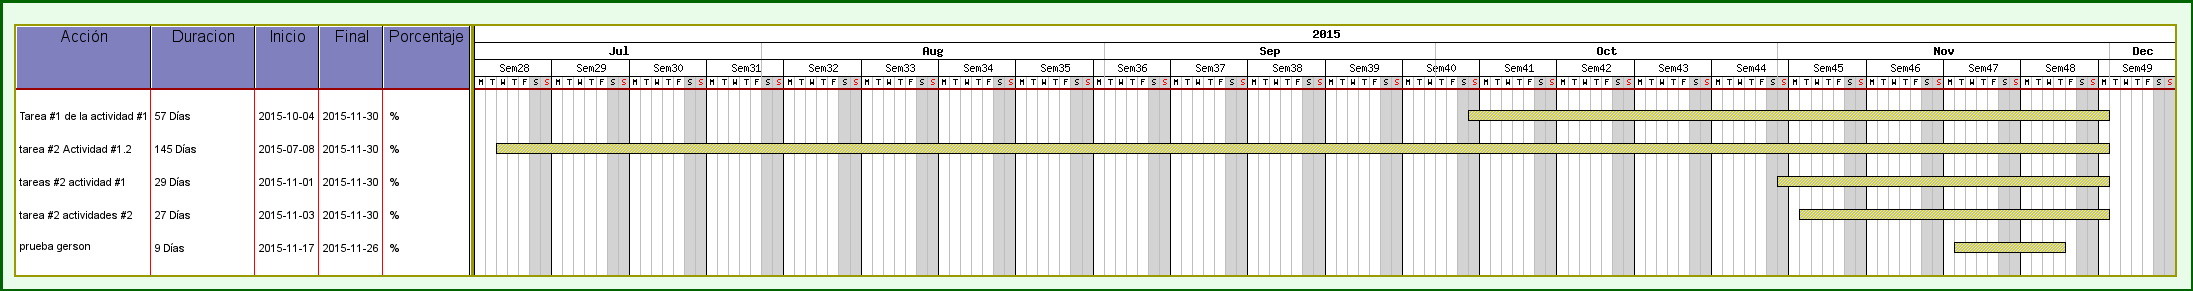 Acción Duracion Inicio Final Porcentaje
2015
Jul Aug Sep Oct Nov Dec
Sem28 Sem29 Sem30 Sem31 Sem32 Sem33 Sem34 Sem35 Sem36 Sem37 Sem38 Sem39 Sem40 Sem41 Sem42 Sem43 Sem44 Sem45 Sem46 Sem47 Sem48 Sem49
M T W T F S S M T W T F S S M T W T F S S M T W T F S S M T W T F S S M T W T F S S M T W T F S S M T W T F S S M T W T F S S M T W T F S S M T W T F S S M T W T F S S M T W T F S S M T W T F S S M T W T F S S M T W T F S S M T W T F S S M T W T F S S M T W T F S S M T W T F S S M T W T F S S M T W T F S S
Tarea #1 de la actividad #1 57 Días 2015-10-04 2015-11-30 %
tarea #2 Actividad #1.2 145 Días 2015-07-08 2015-11-30 %
tareas #2 actividad #1 29 Días 2015-11-01 2015-11-30 %
tarea #2 actividades #2 27 Días 2015-11-03 2015-11-30 %
prueba gerson 9 Días 2015-11-17 2015-11-26 %